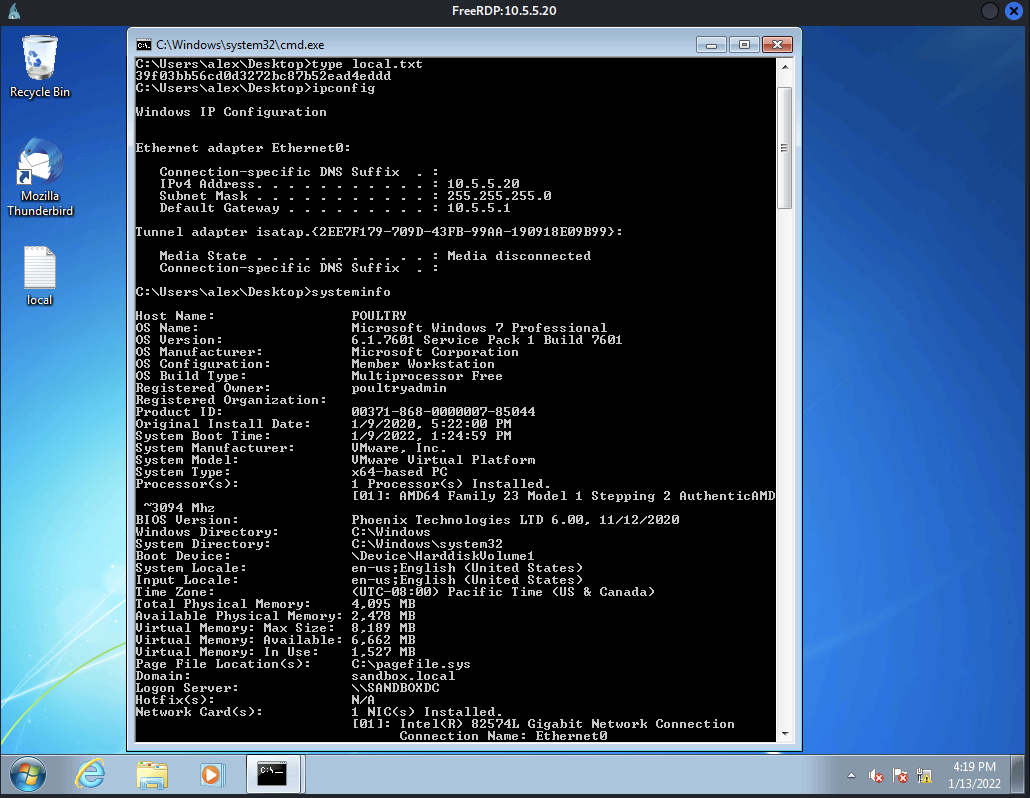 FreeRDP:10.5.5.20
Recycle Bin
Mozilla
Thunderbird
local
C:\Windows\system32\cmd.exe
C:\Users\alex\Desktop>type local.txt
39f03bb56cd0d3272bc87b52ead4eddd
C:\Users\alex\Desktop>ipconfig
Windows IP Configuration
Ethernet adapter Ethernet0:
Connection-specific DNS Suffix  . :
IPv4 Address. . . . . . . . . . . : 10.5.5.20
Subnet Mask . . . . . . . . . . . : 255.255.255.0
Default Gateway . . . . . . . . . : 10.5.5.1
Tunnel adapter isatap.{2EE7F179-709D-43FB-99AA-190918E09B99}:
Media State . . . . . . . . . . . : Media disconnected
Connection-specific DNS Suffix  . :
C:\Users\alex\Desktop>systeminfo
Host Name:                 POULTRY
OS Name:                   Microsoft Windows 7 Professional
OS Version:                6.1.7601 Service Pack 1 Build 7601
OS Manufacturer:           Microsoft Corporation
OS Configuration:          Member Workstation
OS Build Type:             Multiprocessor Free
Registered Owner:          poultryadmin
Registered Organization:
Product ID:                00371-868-0000007-85044
Original Install Date:     1/9/2020, 5:22:00 PM
System Boot Time:          1/9/2022, 1:24:59 PM
System Manufacturer:       VMware, Inc.
System Model:              VMware Virtual Platform
System Type:               x64-based PC
Processor(s):              1 Processor(s) Installed.
[01]: AMD64 Family 23 Model 1 Stepping 2 AuthenticAMD
~3094 Mhz
BIOS Version:              Phoenix Technologies LTD 6.00, 11/12/2020
Windows Directory:         C:\Windows
System Directory:          C:\Windows\system32
Boot Device:               \Device\HarddiskVolume1
System Locale:             en-us;English (United States)
Input Locale:              en-us;English (United States)
Time Zone:                 (UTC-08:00) Pacific Time (US & Canada)
Total Physical Memory:     4,095 MB
Available Physical Memory: 2,478 MB
Virtual Memory: Max Size:  8,189 MB
Virtual Memory: Available: 6,662 MB
Virtual Memory: In Use:    1,527 MB
Page File Location(s):     C:\pagefile.sys
Domain:                    sandbox.local
Logon Server:              \\SANDBOXDC
Hotfix(s):                 N/A
Network Card(s):           1 NIC(s) Installed.
[01]: Intel(R) 82574L Gigabit Network Connection
Connection Name: Ethernet0
4:19 PM
1/13/2022